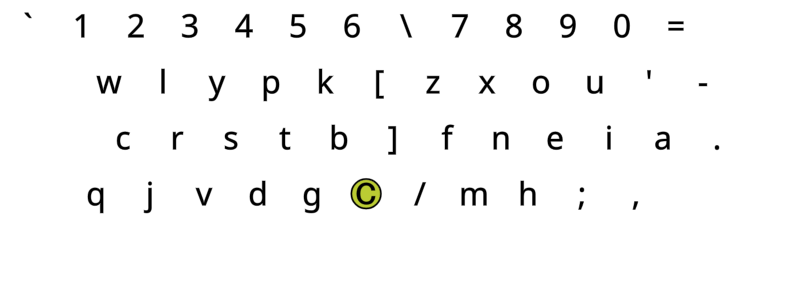 ` 1 2 3 4 5 6 \ 7 8 9 0 =
w l y p k [ z x o u ' -
c r s t b ] f n e i a .
q j v d g © / m h ; ,